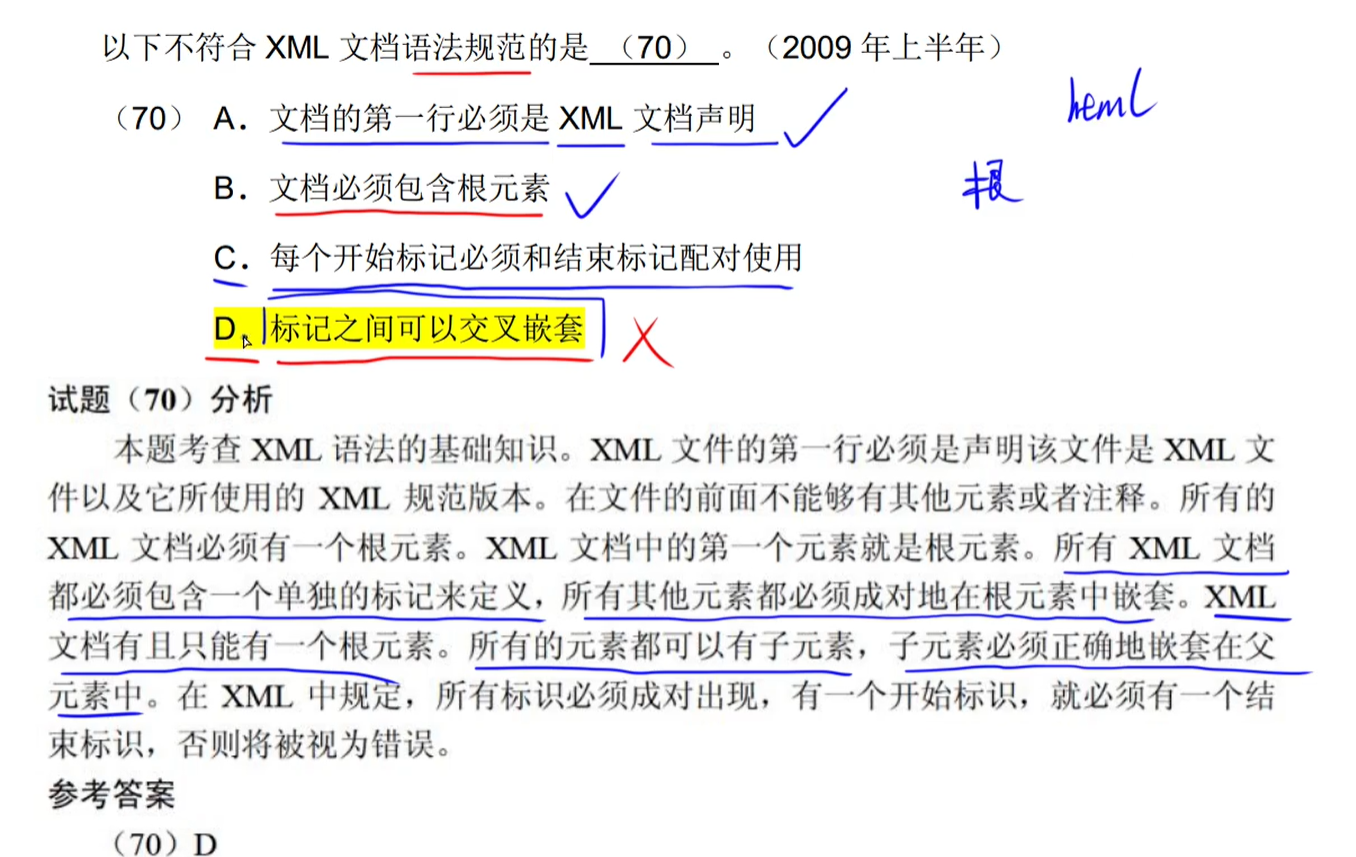 以下不符合 XML 文档语法规范的是 （70） 。（2009 年上半年）
（70） A．文档的第一行必须是 XML 文档声明
heml
B．文档必须包含根元素
根
C．每个开始标记必须和结束标记配对使用
D．标记之间可以交叉嵌套
试题（70）分析
本题考查 XML 语法的基础知识。XML 文件的第一行必须是声明该文件是 XML 文
件以及它所使用的 XML 规范版本。在文件的前面不能够有其他元素或者注释。所有的
XML 文档必须有一个根元素。XML 文档中的第一个元素就是根元素。所有 XML 文档
都必须包含一个单独的标记来定义，所有其他元素都必须成对地在根元素中嵌套。XML
文档有且只能有一个根元素。所有的元素都可以有子元素，子元素必须正确地嵌套在父
元素中。在 XML 中规定，所有标识必须成对出现，有一个开始标识，就必须有一个结
束标识，否则将被视为错误。
参考答案
（70）D